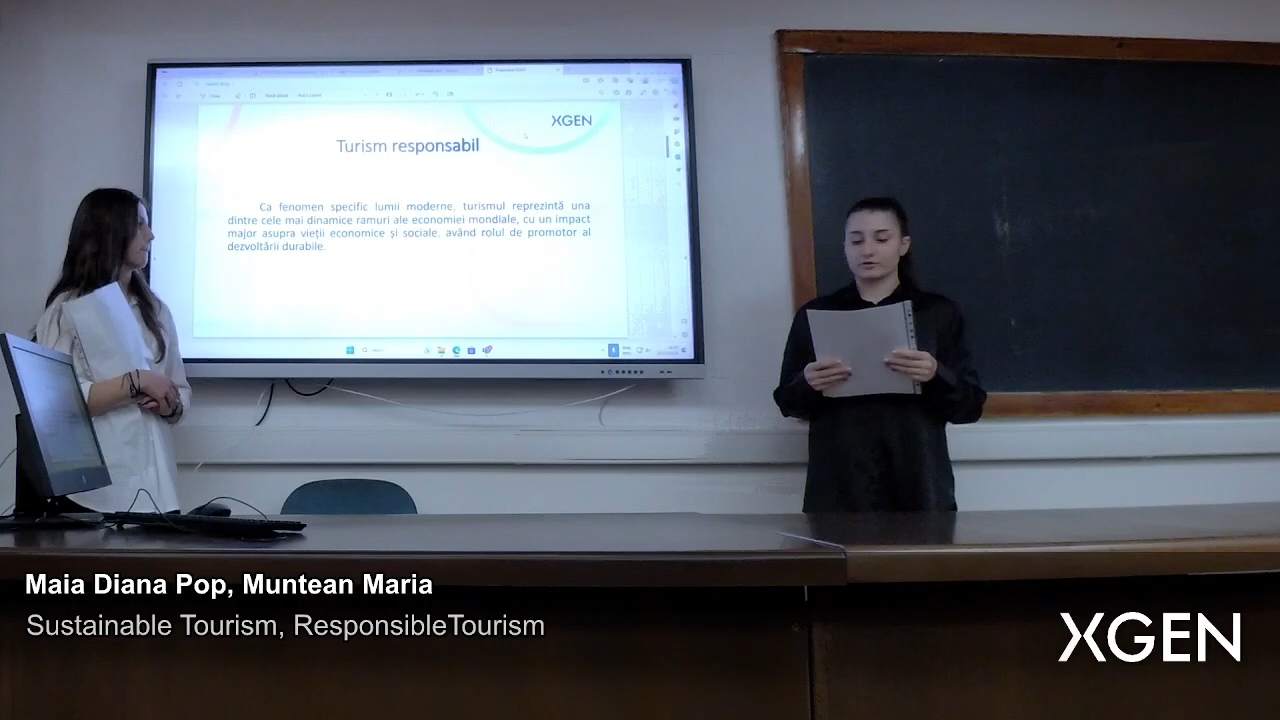 XGEN
Turism responsabil
Ca fenomen specific lumii moderne, turismul reprezintă una
dintre cele mai dinamice ramuri ale economiei mondiale, cu un impact
major asupra vieții economice și sociale, având rolul de promotor al
dezvoltării durabile.
Maia Diana Pop, Muntean Maria
Sustainable Tourism, ResponsibleTourism
XGEN